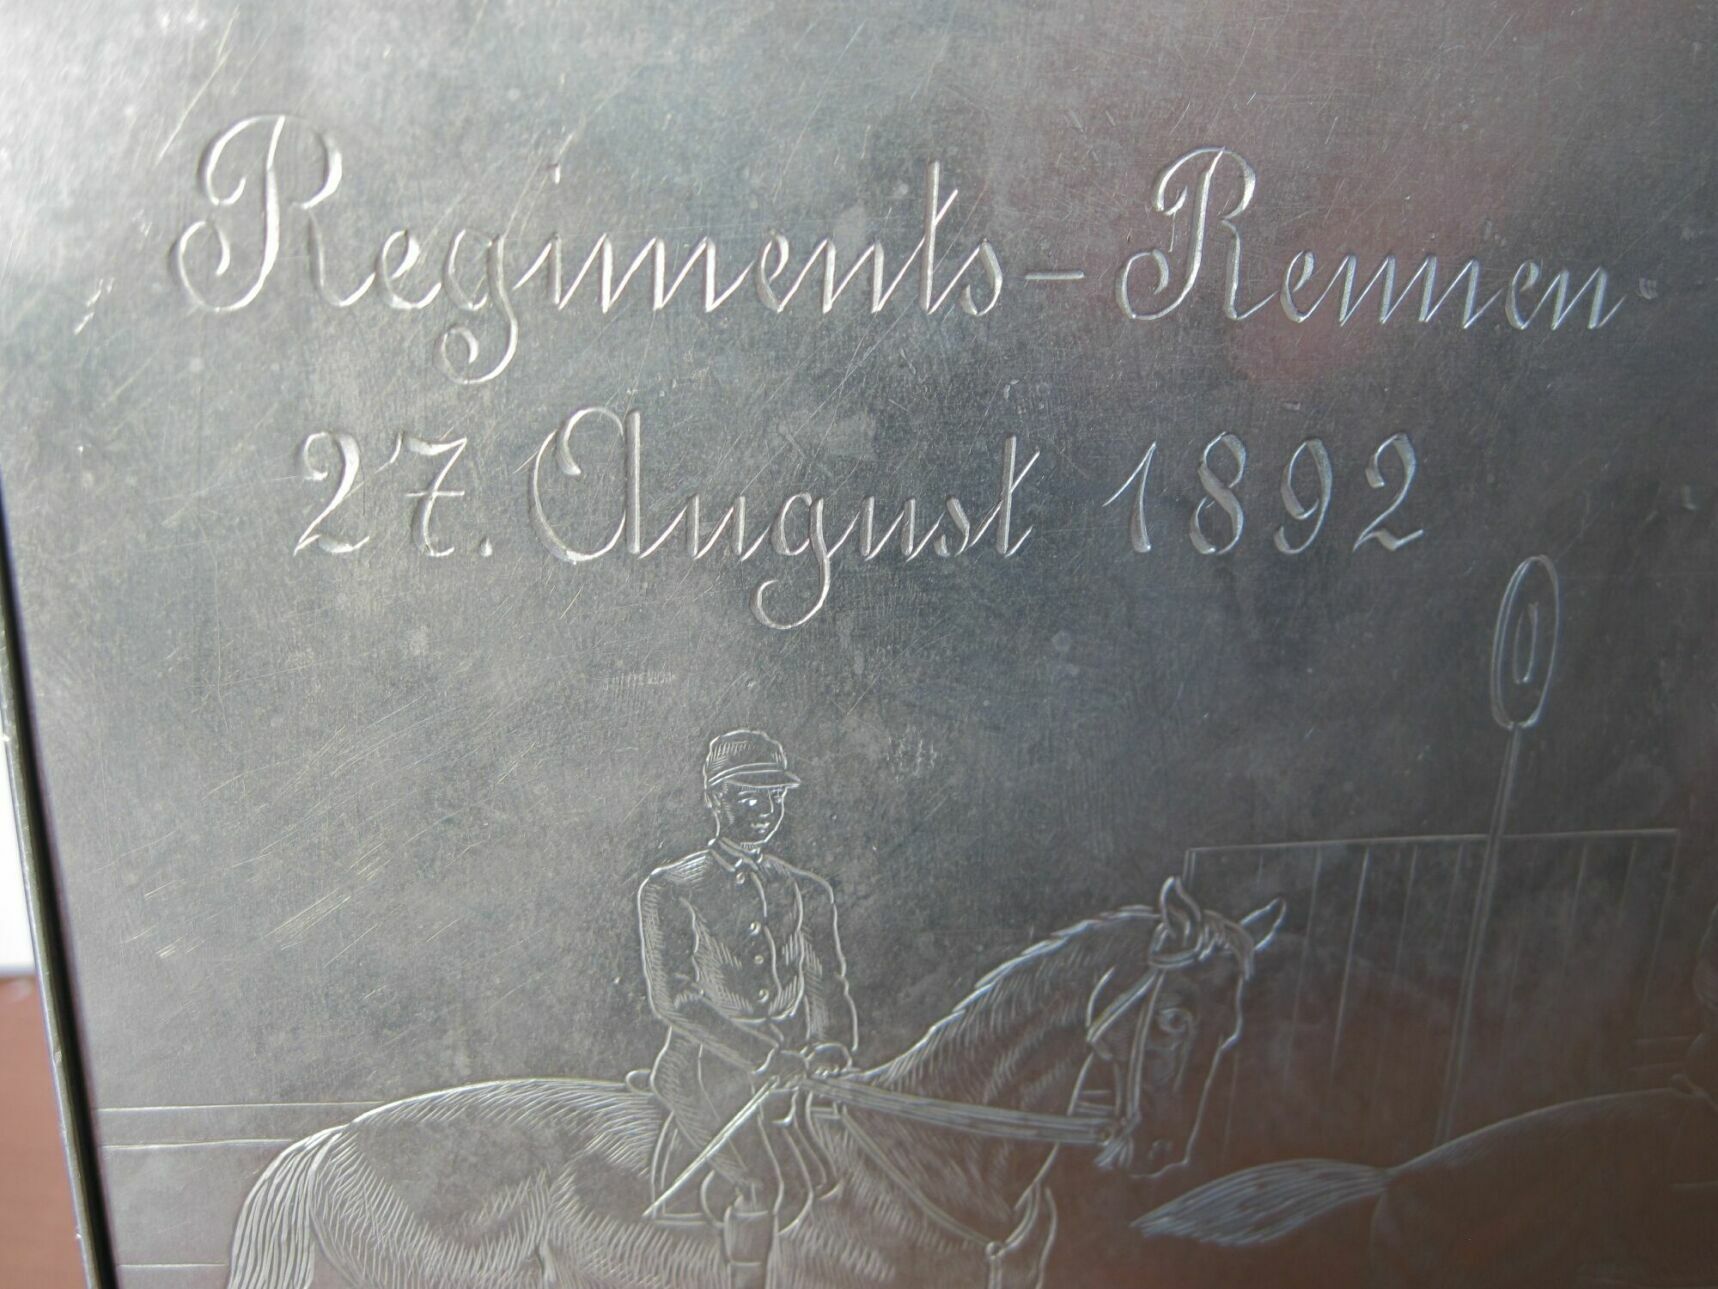 Regiments-Rennen
27. August 1892